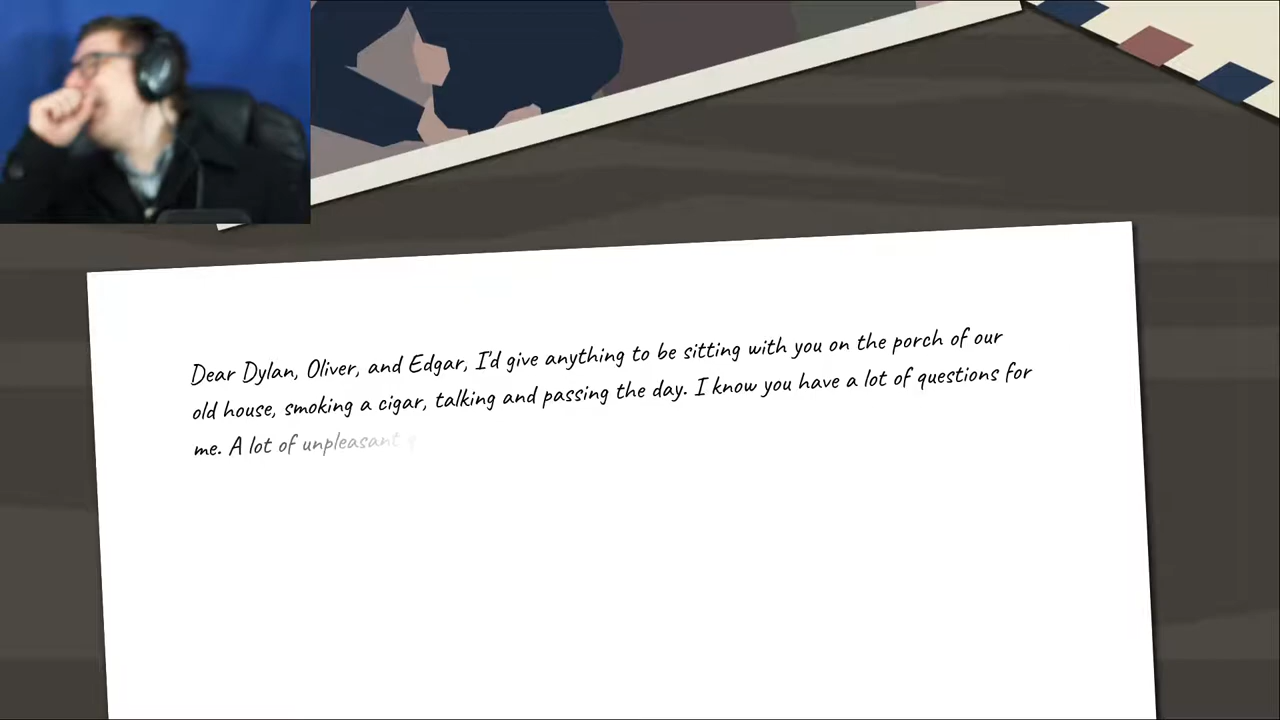 Dear Dylan, Oliver, and Edgar, I'd give anything to be sitting with you on the porch of our
old house, smoking a cigar, talking and passing the day. I know you have a lot of questions for
me. A lot of unpleasant